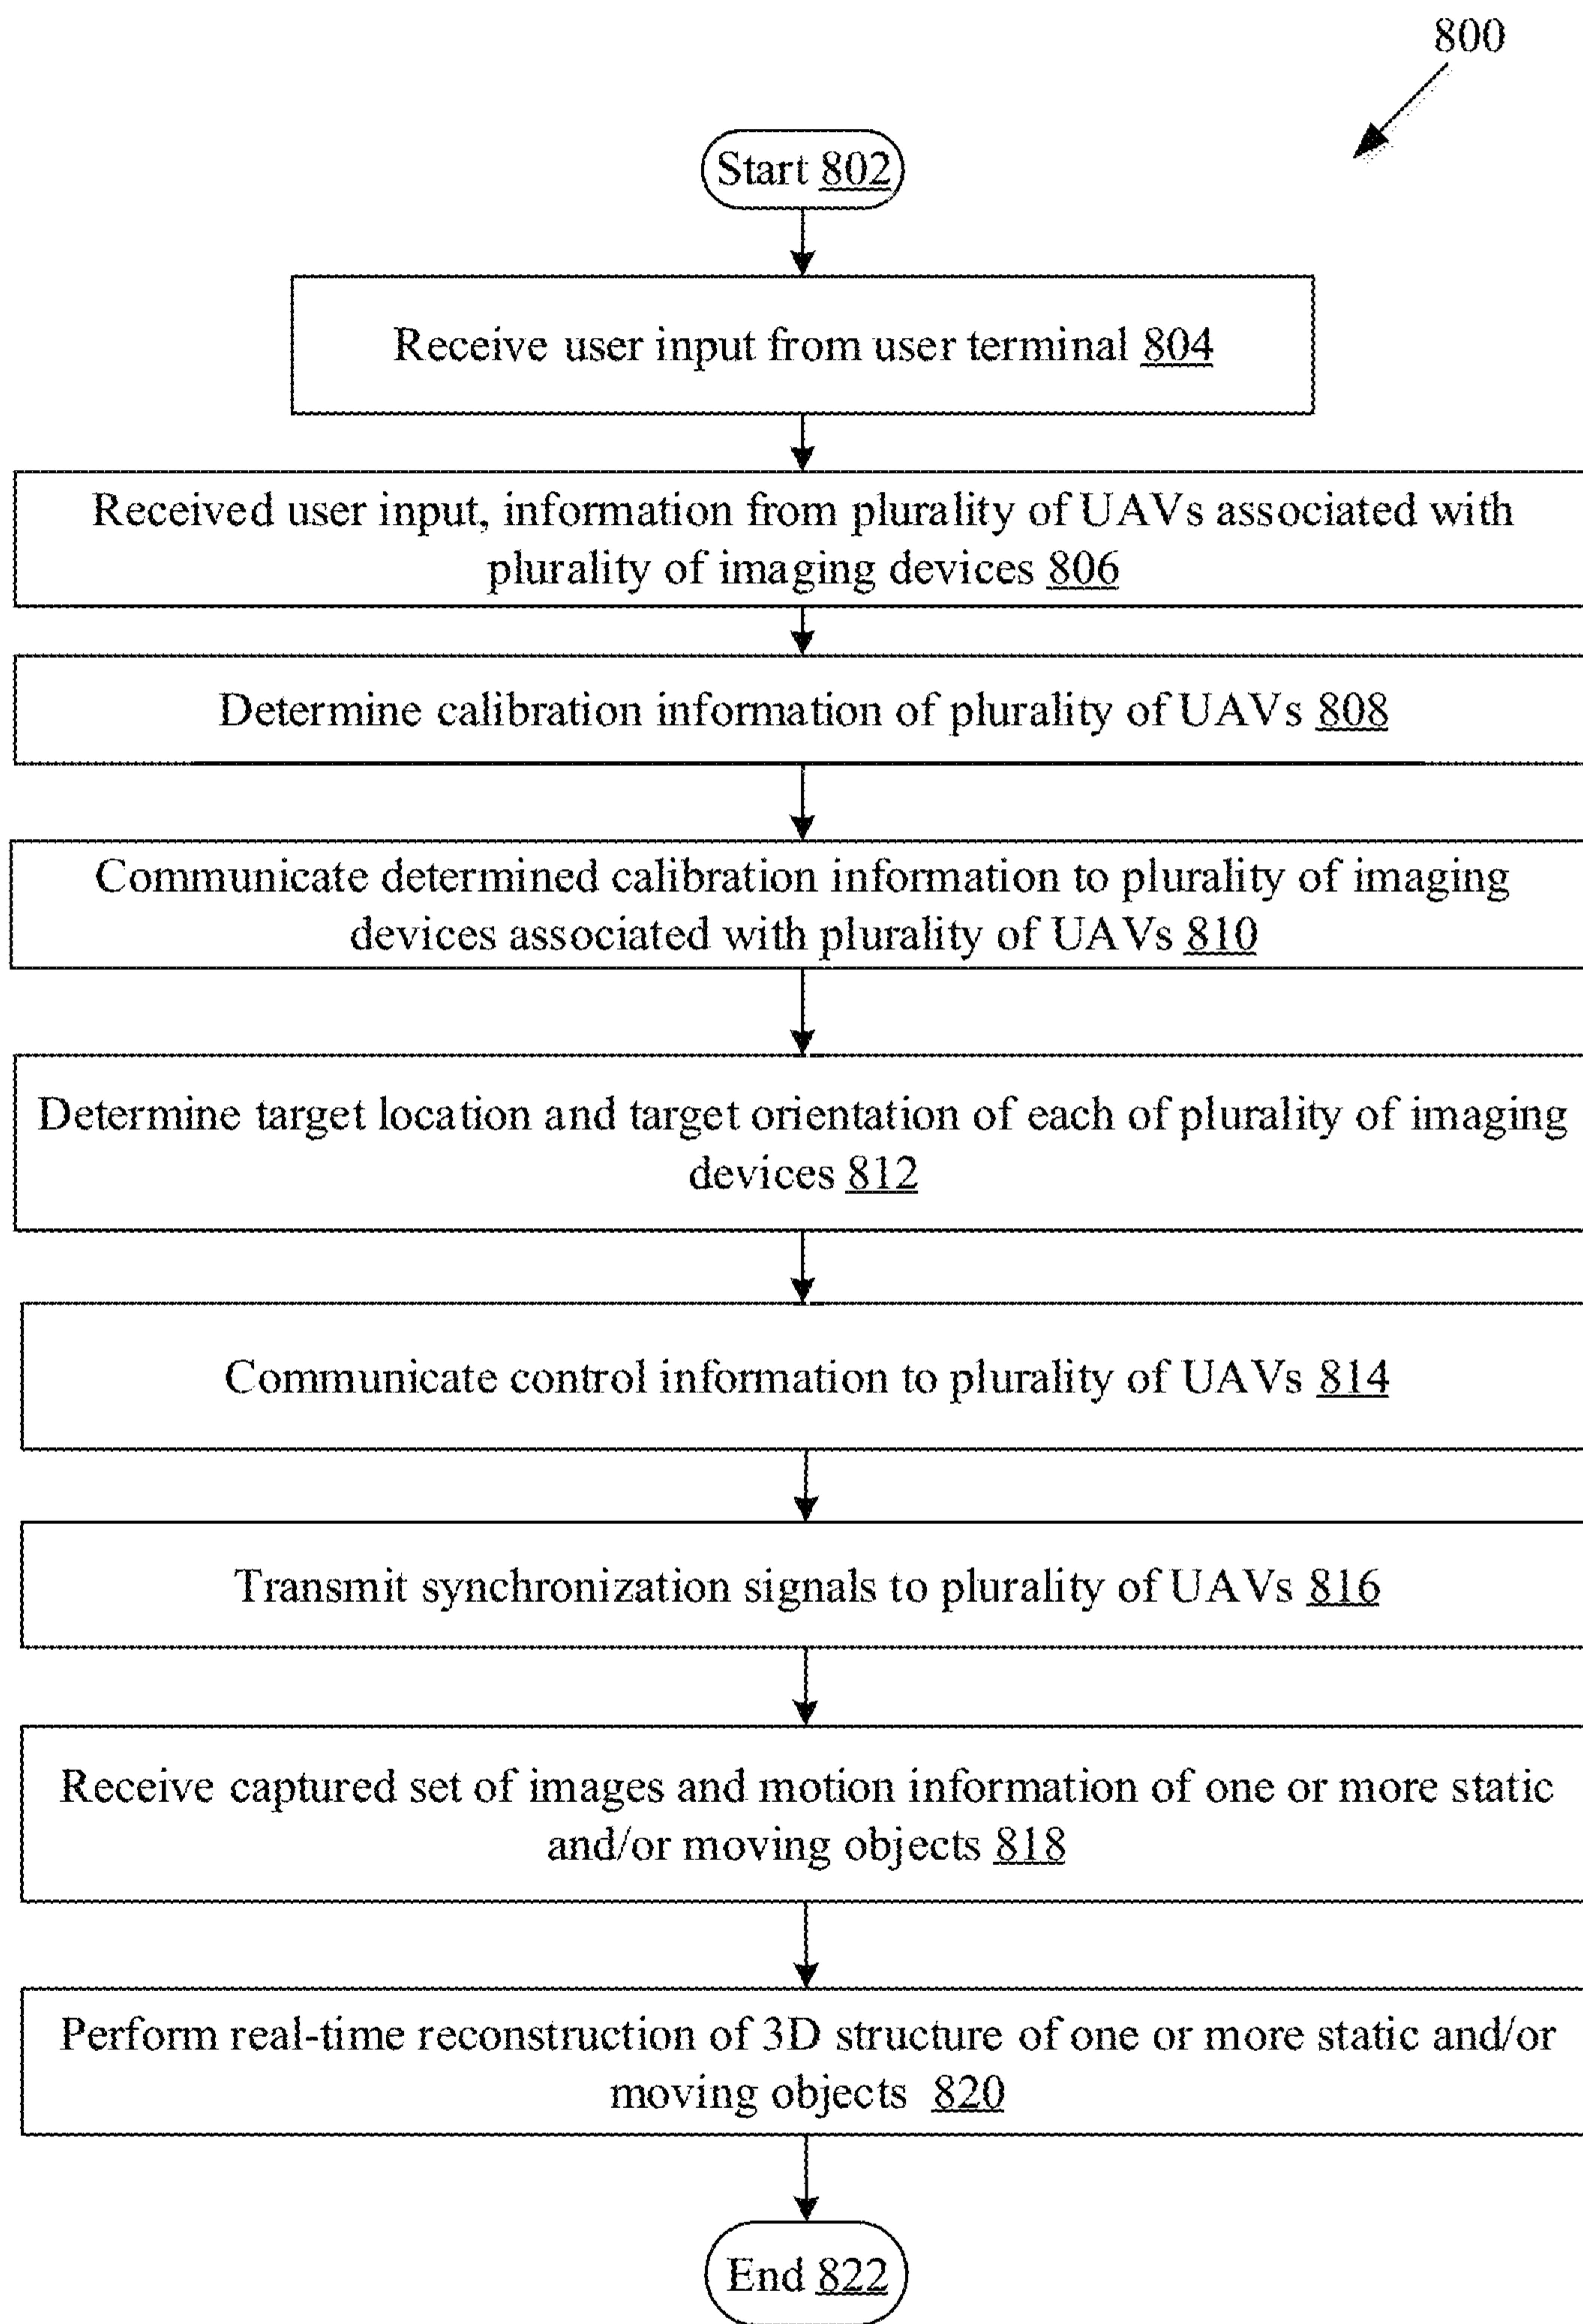 800
Start 802
Receive user input from user terminal 804
Received user input, information from plurality of UAVs associated with
plurality of imaging devices 806
Determine calibration information of plurality of UAVs 808
Communicate determined calibration information to plurality of imaging
devices associated with plurality of UAVs 810
Determine target location and target orientation of each of plurality of imaging
devices 812
Communicate control information to plurality of UAVs 814
Transmit synchronization signals to plurality of UAVs 816
Receive captured set of images and motion information of one or more static
and/or moving objects 818
Perform real-time reconstruction of 3D structure of one or more static and/or
moving objects 820
End 822